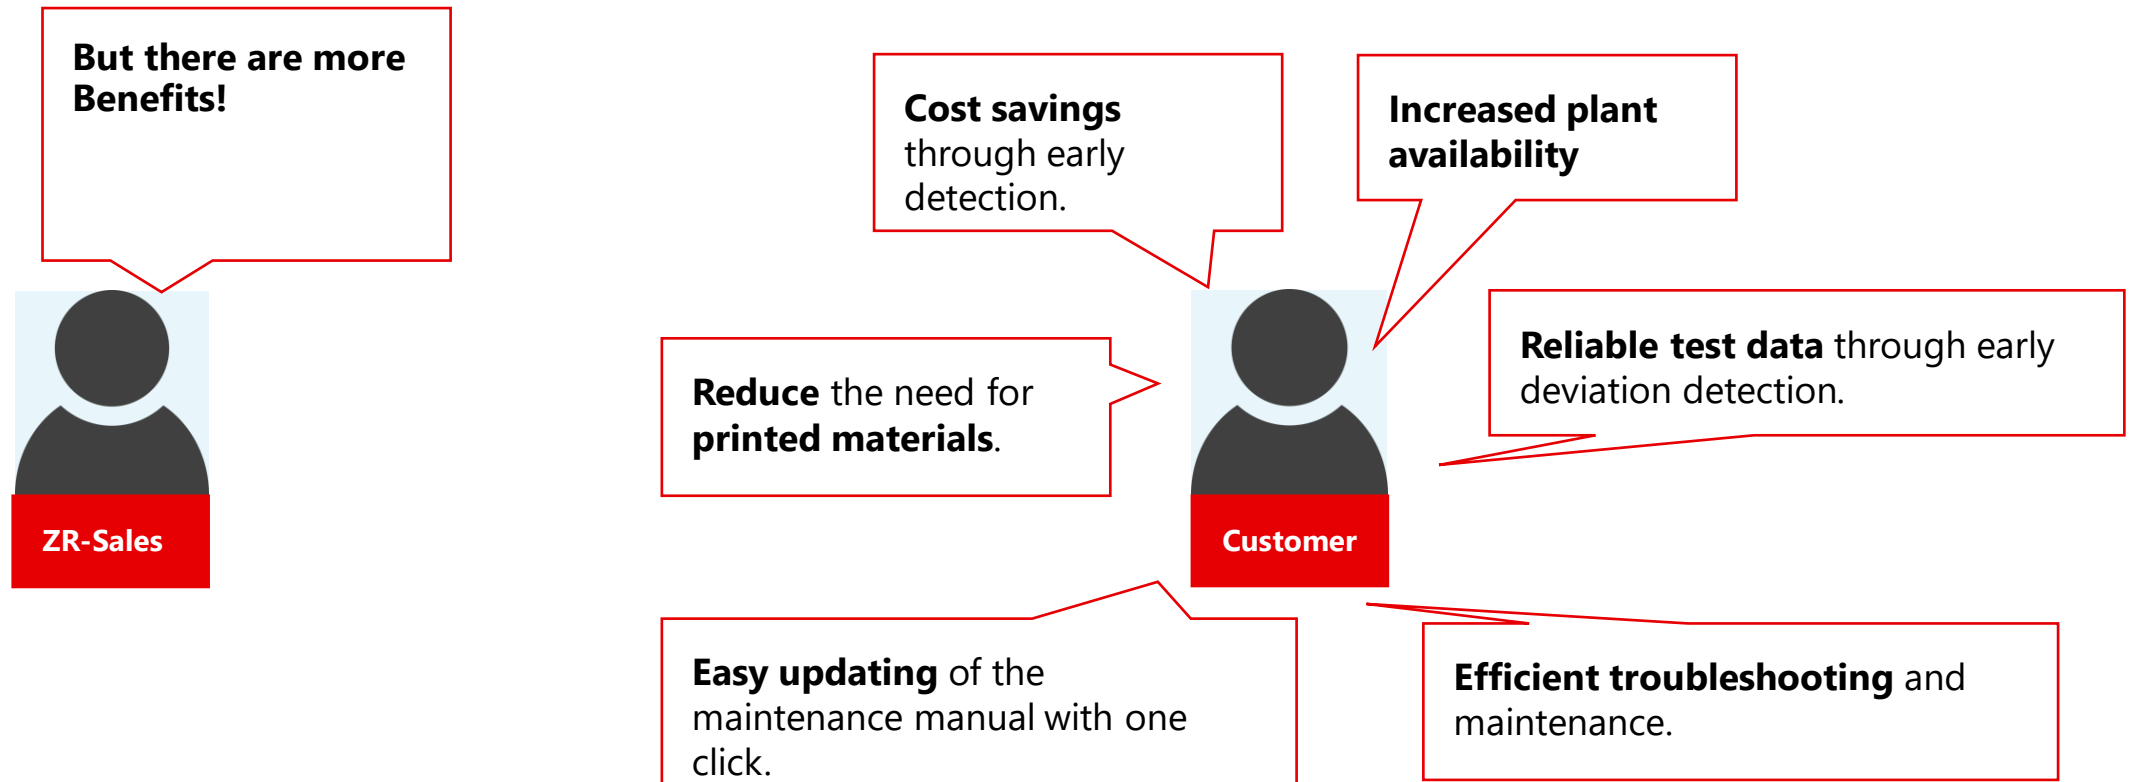 But there are more
Benefits!
ZR-Sales
Cost savings
through early
detection.
Increased plant
availability
Reduce the need for
printed materials.
Reliable test data through early
deviation detection.
Customer
Easy updating of the
maintenance manual with one
click.
Efficient troubleshooting and
maintenance.